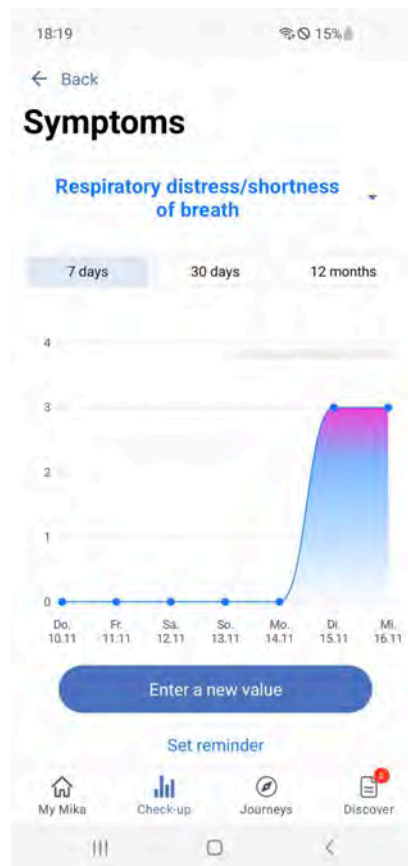 18:19 15%
← Back
Symptoms
Respiratory distress/shortness
of breath
7 days 30 days 12 months
4
3
2
1
0
Do. Fr. Sa. So. Mo. Di. Mi.
10.11 11.11 12.11 13.11 14.11 15.11 16.11
Enter a new value
Set reminder
My Mika Check-up Journeys Discover